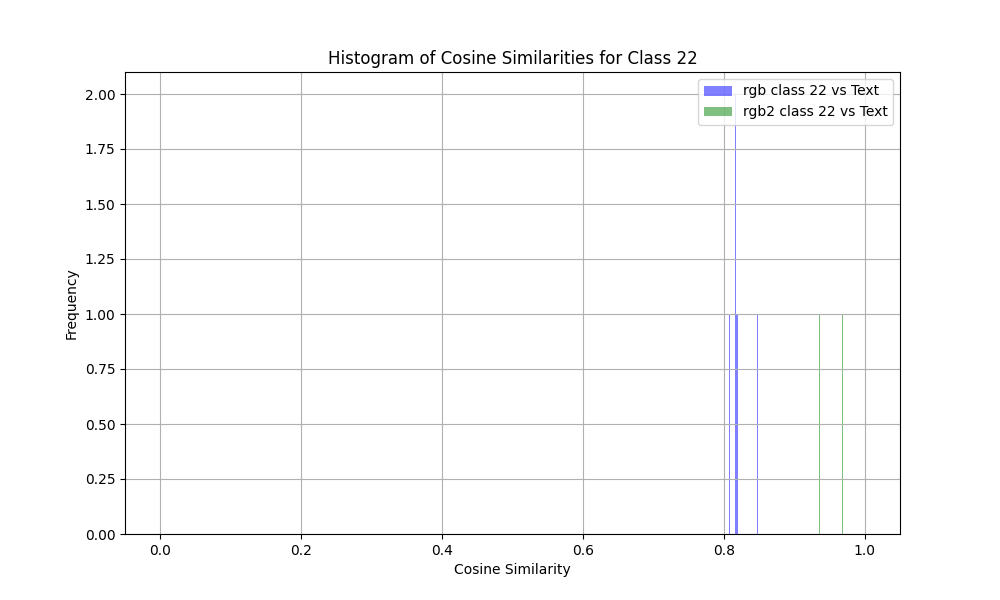 Histogram of Cosine Similarities for Class 22
rgb class 22 vs Text
rgb2 class 22 vs Text
Frequency
2.00
1.75
1.50
1.25
1.00
0.75
0.50
0.25
0.00
0.0 0.2 0.4 0.6 0.8 1.0
Cosine Similarity